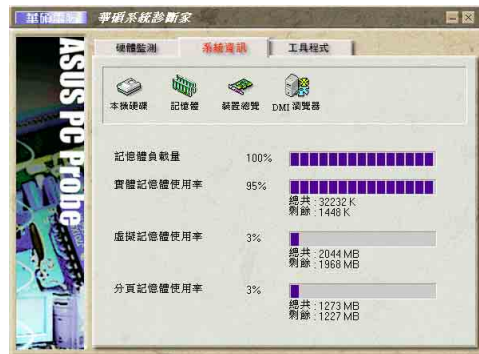 華碩系統診斷家
ASUS PC Probe
硬體監測
系統資訊
工具程式
本機硬碟
記憶體
裝置總覽
DMI 瀏覽器
記憶體負載量 100%
實體記憶體使用率 95%
總共 : 32232 K
剩餘 : 1448 K
虛擬記憶體使用率 3%
總共 : 2044 MB
剩餘 : 1968 MB
分頁記憶體使用率 3%
總共 : 1273 MB
剩餘 : 1227 MB